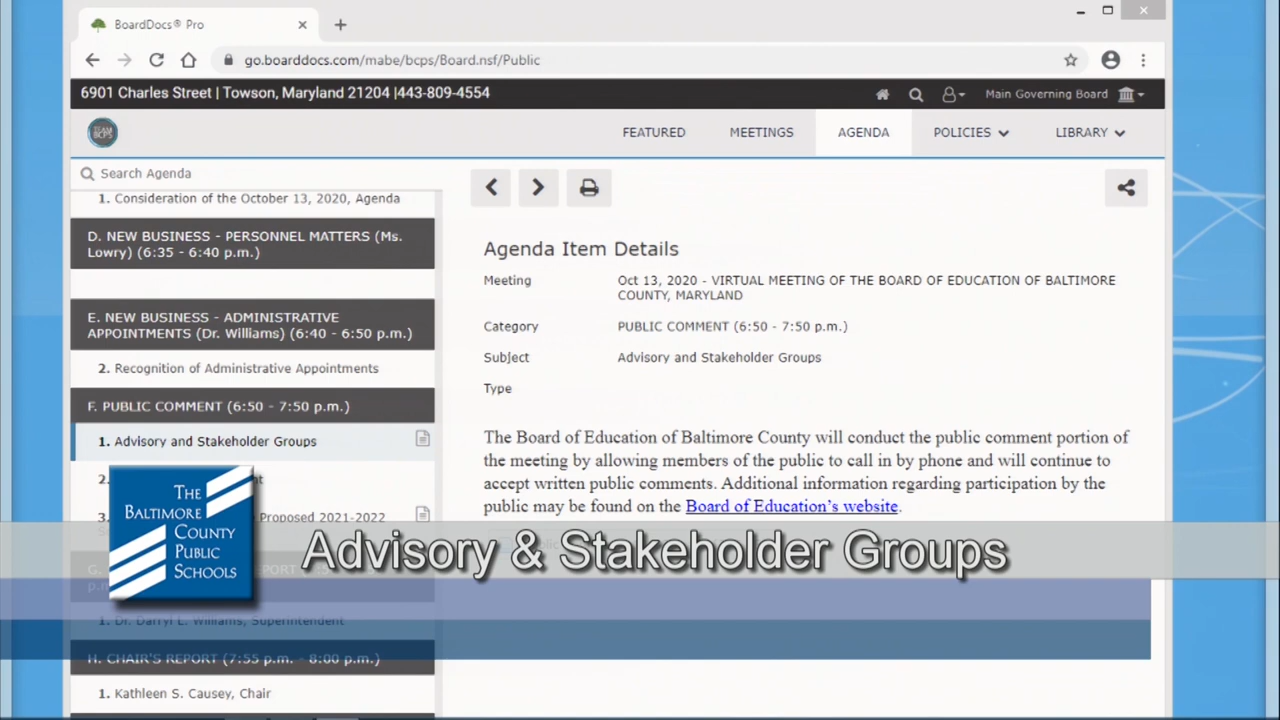 BoardDocs® Pro
go.boarddocs.com/mabe/bcps/Board.nsf/Public
6901 Charles Street | Towson, Maryland 21204 |443-809-4554
Main Governing Board
TEAM
BCPS
FEATURED
MEETINGS
AGENDA
POLICIES
LIBRARY
Search Agenda
1. Consideration of the October 13, 2020, Agenda
D. NEW BUSINESS - PERSONNEL MATTERS (Ms.
Lowry) (6:35 - 6:40 p.m.)
E. NEW BUSINESS - ADMINISTRATIVE
APPOINTMENTS (Dr. Williams) (6:40 - 6:50 p.m.)
2. Recognition of Administrative Appointments
F. PUBLIC COMMENT (6:50 - 7:50 p.m.)
1. Advisory and Stakeholder Groups
2.
3.
Proposed 2021-2022
G.
1. Dr. Darryl L. Williams, Superintendent
H. CHAIR'S REPORT (7:55 p.m. - 8:00 p.m.)
1. Kathleen S. Causey, Chair
Agenda Item Details
Meeting
Oct 13, 2020 - VIRTUAL MEETING OF THE BOARD OF EDUCATION OF BALTIMORE
COUNTY, MARYLAND
Category
PUBLIC COMMENT (6:50 - 7:50 p.m.)
Subject
Advisory and Stakeholder Groups
Type
The Board of Education of Baltimore County will conduct the public comment portion of
the meeting by allowing members of the public to call in by phone and will continue to
accept written public comments. Additional information regarding participation by the
public may be found on the Board of Education's website.
THE
BALTIMORE
COUNTY
PUBLIC
SCHOOLS
Advisory & Stakeholder Groups